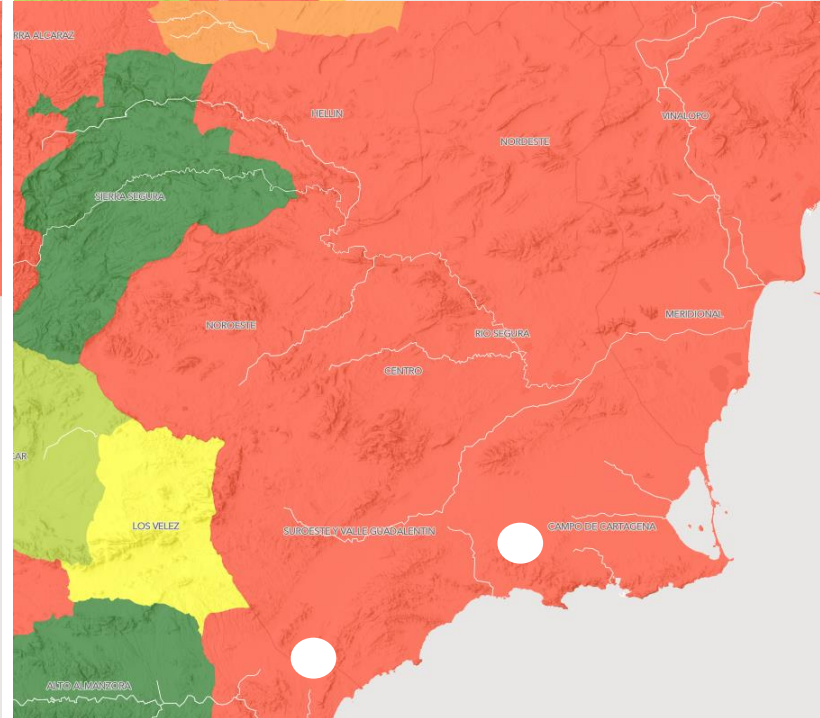 RRA ALCARAZ
HELLIN
VINALOPO
NORDESTE
SIERRA SEGURA
MERIDIONAL
NOROESTE
RIO SEGURA
CENTRO
AR
LOS VELEZ
SUROESTE Y VALLE GUADALENTIN
CAMPO DE CARTAGENA
ALTO ALMANZORA